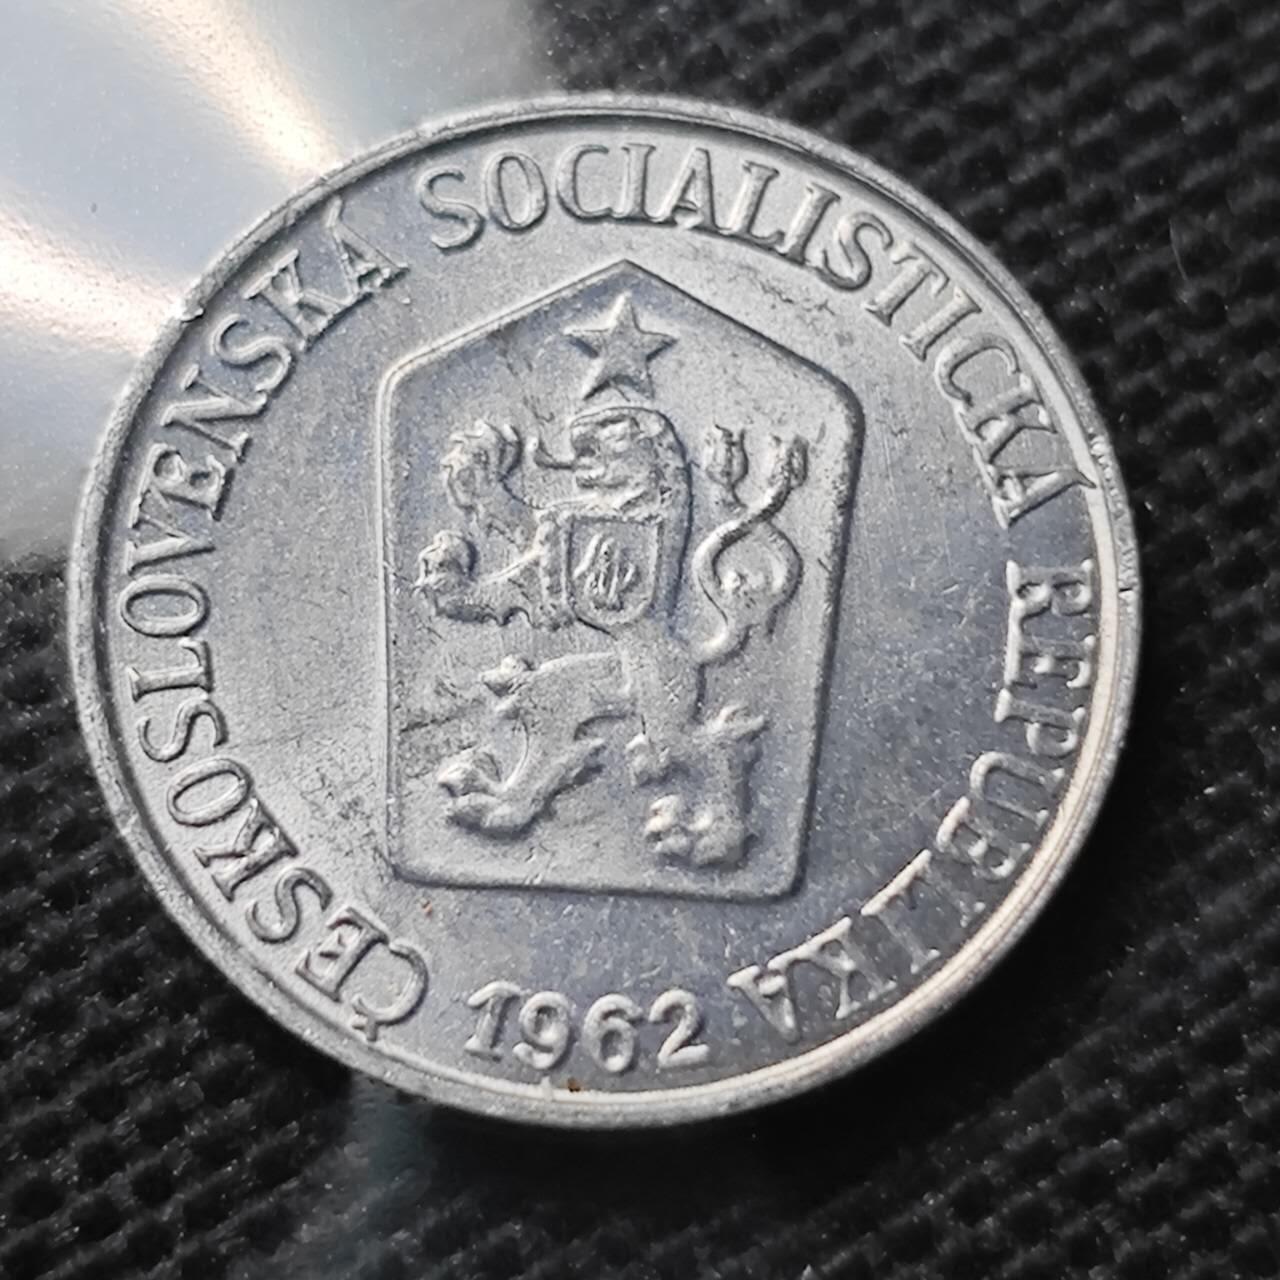 ČESKOSLOVENSKÁ SOCIALISTICKÁ REPUBLIKA
1962